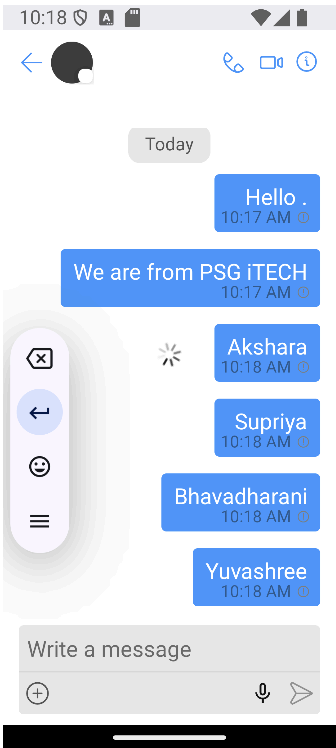 10:18
Today
Hello .
10:17 AM
We are from PSG iTECH
10:17 AM
Akshara
10:18 AM
Supriya
10:18 AM
Bhavadharani
10:18 AM
Yuvashree
10:18 AM
Write a message